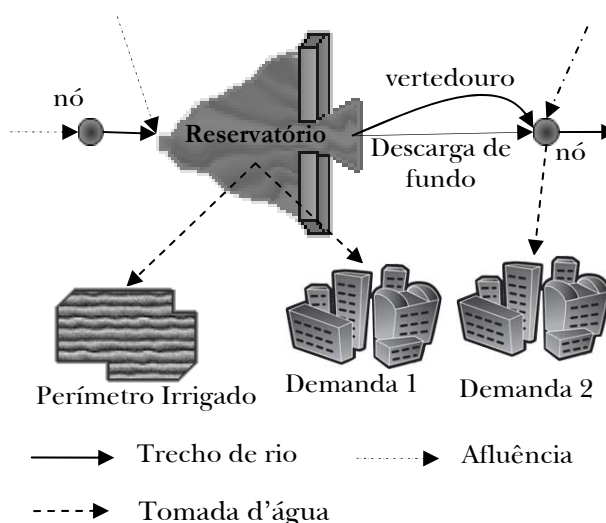 nó
vertedouro
Reservatório
Descarga de
fundo
nó
Perímetro Irrigado
Demanda 1
Demanda 2
Trecho de rio
Afluência
Tomada d'água